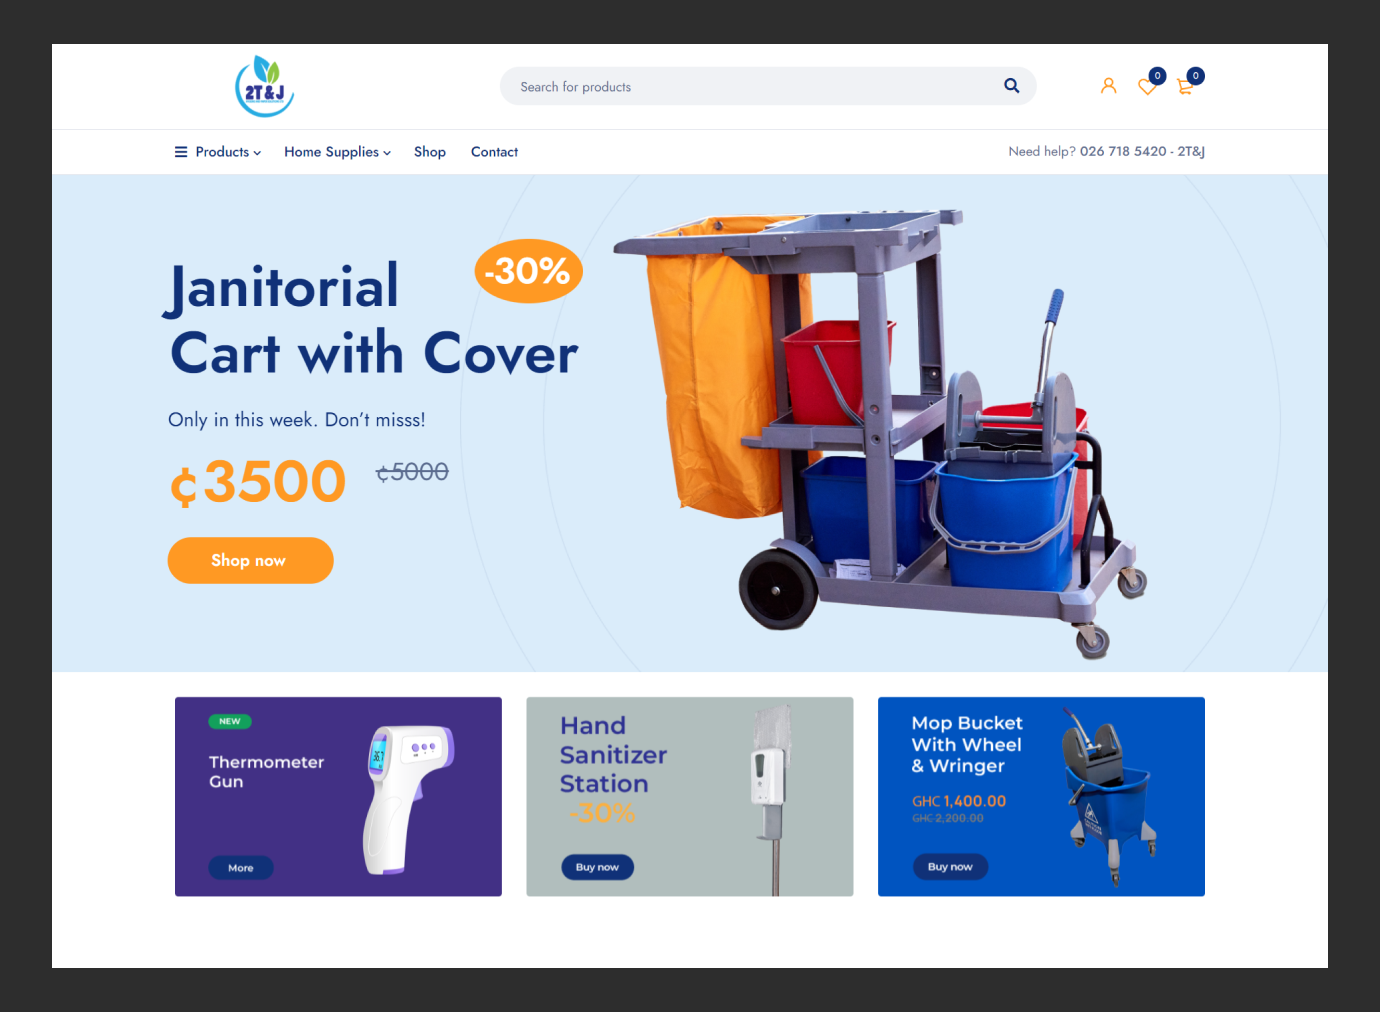 2T&J
Search for products
0
0
Products
Home Supplies
Shop
Contact
Need help? 026 718 5420 - 2T&J
Janitorial
-30%
Cart with Cover
Only in this week. Don't misss!
¢3500
¢5000
Shop now
NEW
Thermometer
Gun
More
Hand
Sanitizer
Station
-30%
Buy now
Mop Bucket
With Wheel
& Wringer
GHC 1,400.00
GHC 2,200.00
Buy now